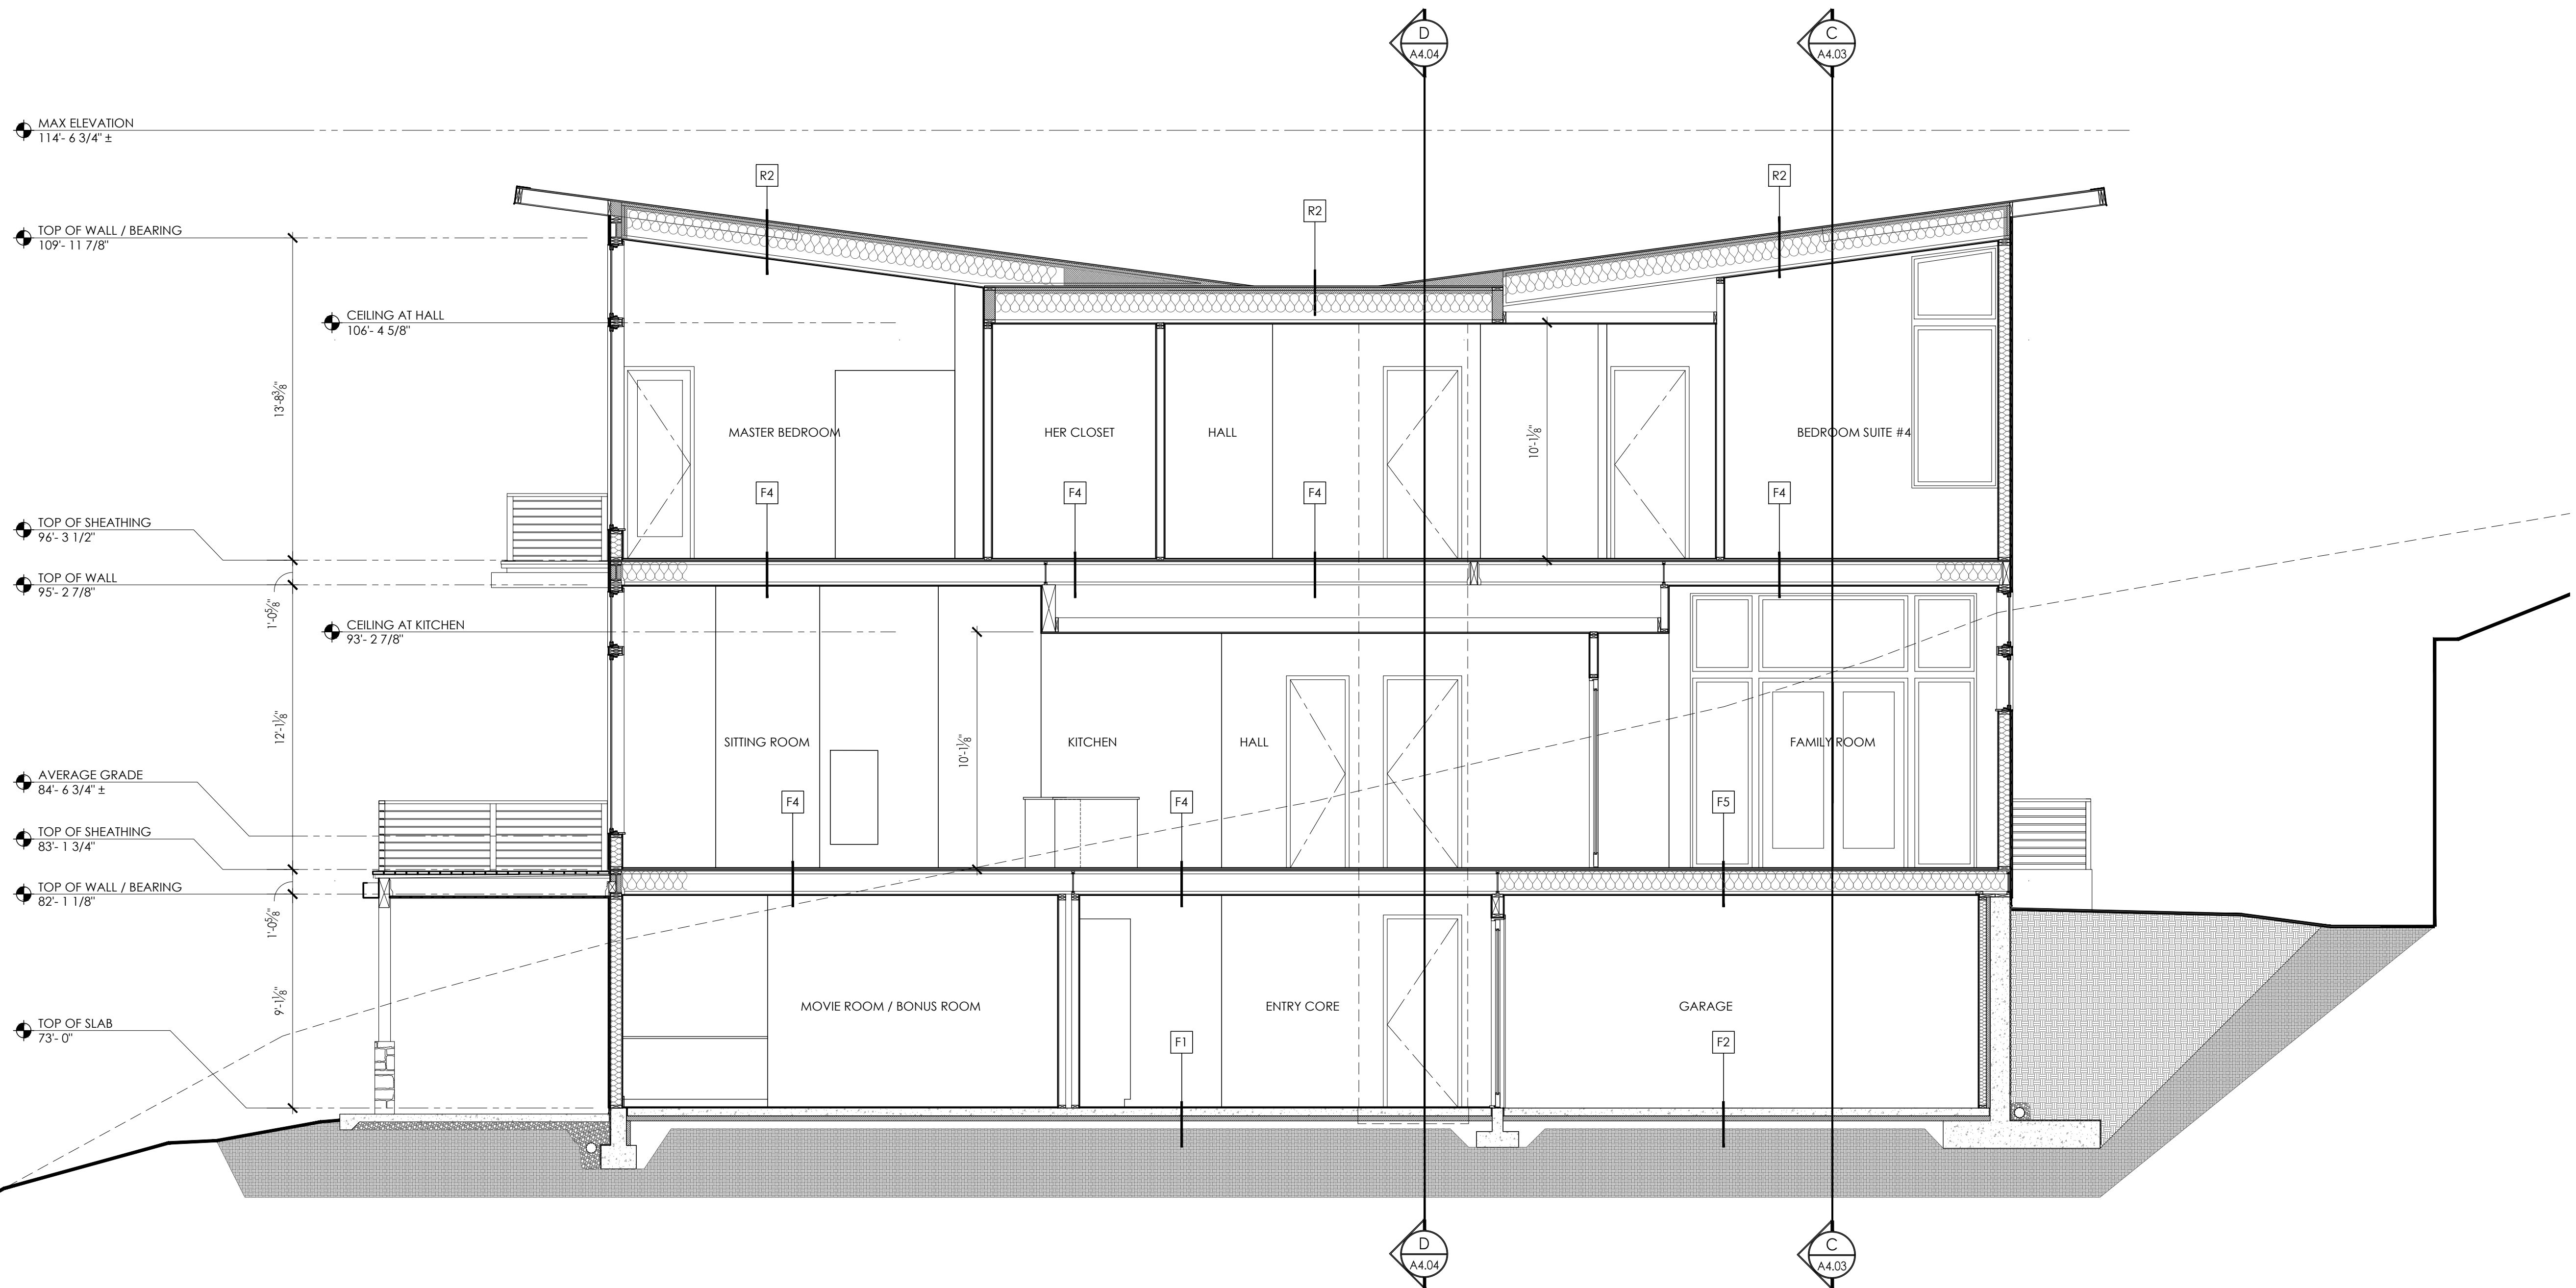 D
A4.04
C
A4.03
MAX ELEVATION
114'- 6 3/4" ±
R2
R2
R2
TOP OF WALL / BEARING
109'- 11 7/8"
CEILING AT HALL
106'- 4 5/8"
13'-8⅜"
MASTER BEDROOM
HER CLOSET
HALL
10'-1⅛"
BEDROOM SUITE #4
F4
F4
F4
F4
TOP OF SHEATHING
96'- 3 1/2"
TOP OF WALL
95'- 2 7/8"
1'-0⅝"
CEILING AT KITCHEN
93'- 2 7/8"
12'-1⅛"
SITTING ROOM
10'-1⅛"
KITCHEN
HALL
FAMILY ROOM
AVERAGE GRADE
84'- 6 3/4" ±
F4
F4
F5
TOP OF SHEATHING
83'- 1 3/4"
TOP OF WALL / BEARING
82'- 1 1/8"
1'-0⅝"
9'-1⅛"
MOVIE ROOM / BONUS ROOM
ENTRY CORE
GARAGE
TOP OF SLAB
73'- 0"
F1
F2
D
A4.04
C
A4.03